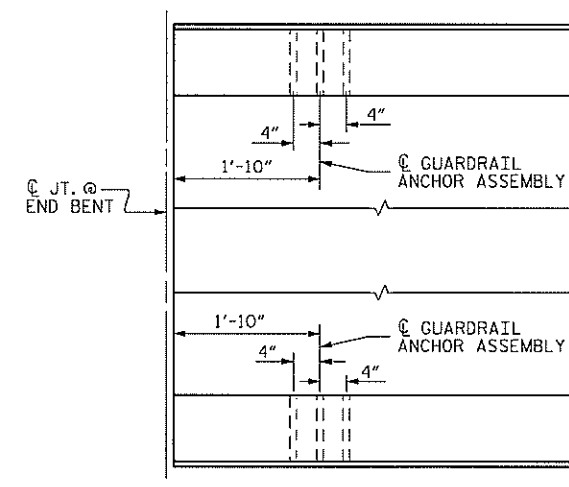 4"
4"
1'-10"
℄ GUARDRAIL
ANCHOR ASSEMBLY
℄ JT. @
END BENT
1'-10"
℄ GUARDRAIL
ANCHOR ASSEMBLY
4"
4"